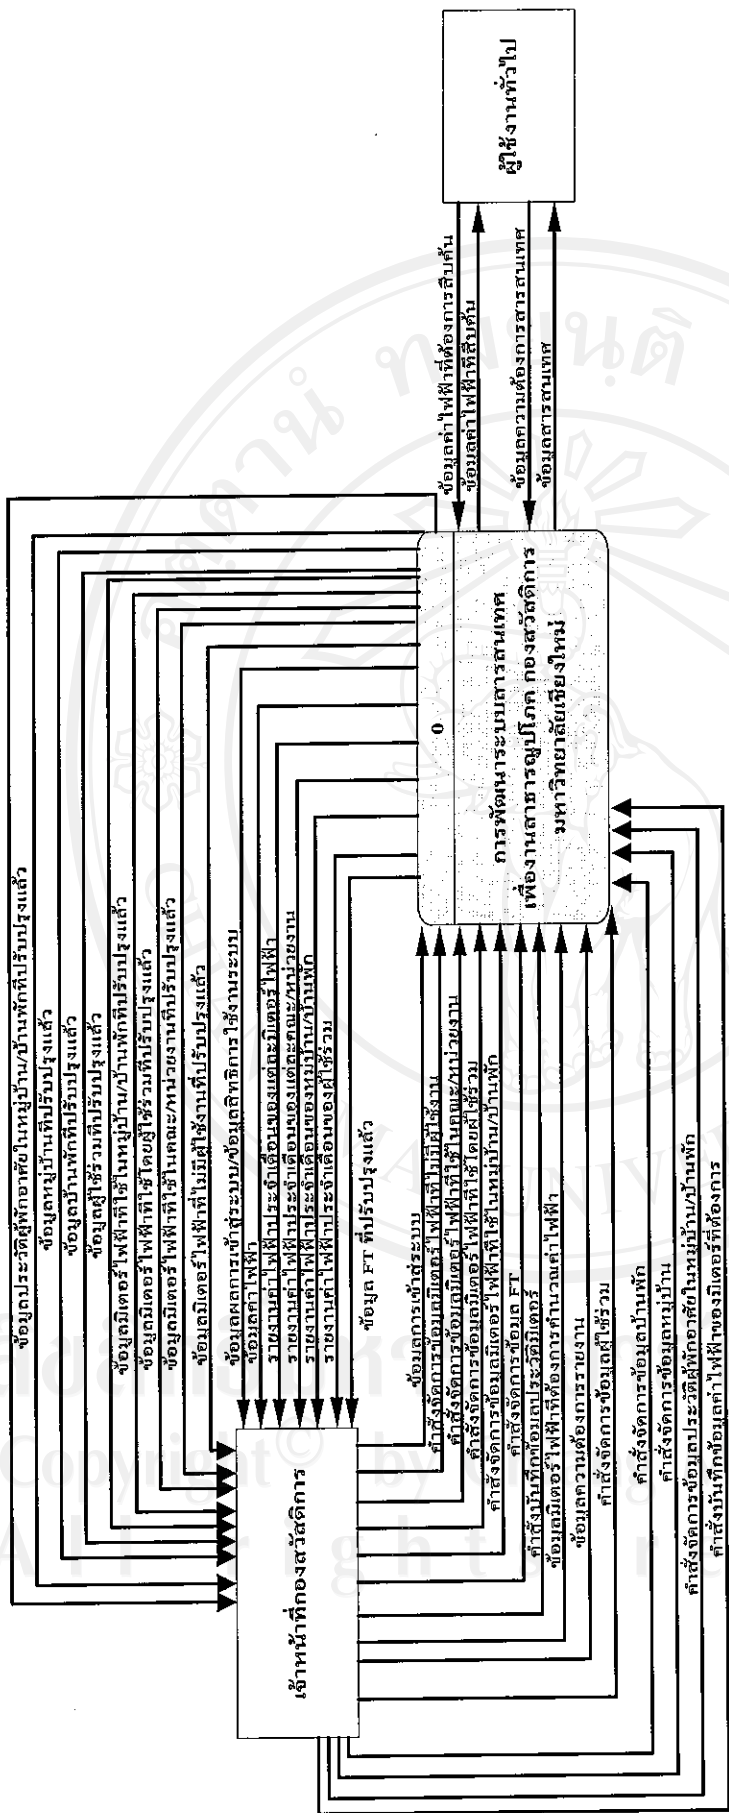 ข้อมูลประวัติผู้พักอาศัยในหมู่บ้าน/บ้านพักที่ปรับปรุงแล้ว
ข้อมูลหมู่บ้านที่ปรับปรุงแล้ว
ข้อมูลบ้านพักที่ปรับปรุงแล้ว
ข้อมูลผู้ใช้ร่วมที่ปรับปรุงแล้ว
ข้อมูลมิเตอร์ไฟฟ้าที่ใช้ในหมู่บ้าน/บ้านพักที่ปรับปรุงแล้ว
ข้อมูลมิเตอร์ไฟฟ้าที่ใช้โดยผู้ใช้ร่วมที่ปรับปรุงแล้ว
ข้อมูลมิเตอร์ไฟฟ้าที่ใช้ในคณะ/หน่วยงานที่ปรับปรุงแล้ว
ข้อมูลมิเตอร์ไฟฟ้าที่ไม่มีผู้ใช้งานที่ปรับปรุงแล้ว
ข้อมูลผลการเข้าสู่ระบบ/ข้อมูลสิทธิการใช้งานระบบ
ข้อมูลค่าไฟฟ้า
รายงานค่าไฟฟ้าประจำเดือนของแต่ละมิเตอร์ไฟฟ้า
รายงานค่าไฟฟ้าประจำเดือนของแต่ละคณะ/หน่วยงาน
รายงานค่าไฟฟ้าประจำเดือนของหมู่บ้าน/บ้านพัก
รายงานค่าไฟฟ้าประจำเดือนของผู้ใช้ร่วม
ข้อมูล FT ที่ปรับปรุงแล้ว
เจ้าหน้าที่กองสวัสดิการ
0
การพัฒนาระบบสารสนเทศ
เพื่องานสาธารณูปโภค กองสวัสดิการ
มหาวิทยาลัยเชียงใหม่
ข้อมูลค่าไฟฟ้าที่ต้องการสืบค้น
ข้อมูลค่าไฟฟ้าที่สืบค้น
ข้อมูลความต้องการสารสนเทศ
ข้อมูลสารสนเทศ
ผู้ใช้งานทั่วไป
ข้อมูลการเข้าสู่ระบบ
คำสั่งจัดการข้อมูลมิเตอร์ไฟฟ้าที่ไม่มีผู้ใช้งาน
คำสั่งจัดการข้อมูลมิเตอร์ไฟฟ้าที่ใช้ในคณะ/หน่วยงาน
คำสั่งจัดการข้อมูลมิเตอร์ไฟฟ้าที่ใช้โดยผู้ใช้ร่วม
คำสั่งจัดการข้อมูลมิเตอร์ไฟฟ้าที่ใช้ในหมู่บ้าน/บ้านพัก
คำสั่งจัดการข้อมูล FT
คำสั่งบันทึกข้อมูลประวัติมิเตอร์
ข้อมูลมิเตอร์ไฟฟ้าที่ต้องการคำนวณค่าไฟฟ้า
ข้อมูลความต้องการรายงาน
คำสั่งจัดการข้อมูลผู้ใช้ร่วม
คำสั่งจัดการข้อมูลบ้านพัก
คำสั่งจัดการข้อมูลหมู่บ้าน
คำสั่งจัดการข้อมูลประวัติผู้พักอาศัยในหมู่บ้าน/บ้านพัก
คำสั่งบันทึกข้อมูลค่าไฟฟ้าของมิเตอร์ที่ต้องการ
Copyright © by Chiang
All rights